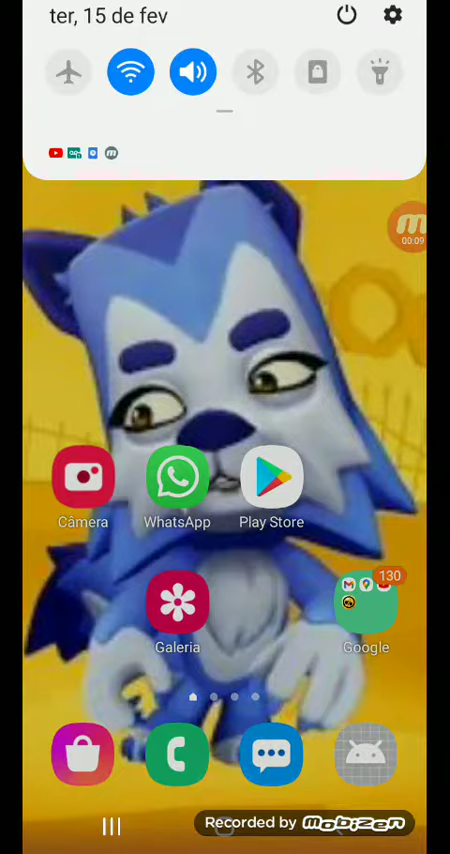 ter, 15 de fev
m
m
00:09
Câmera
WhatsApp
Play Store
130
Galeria
Google
Recorded by mobizen